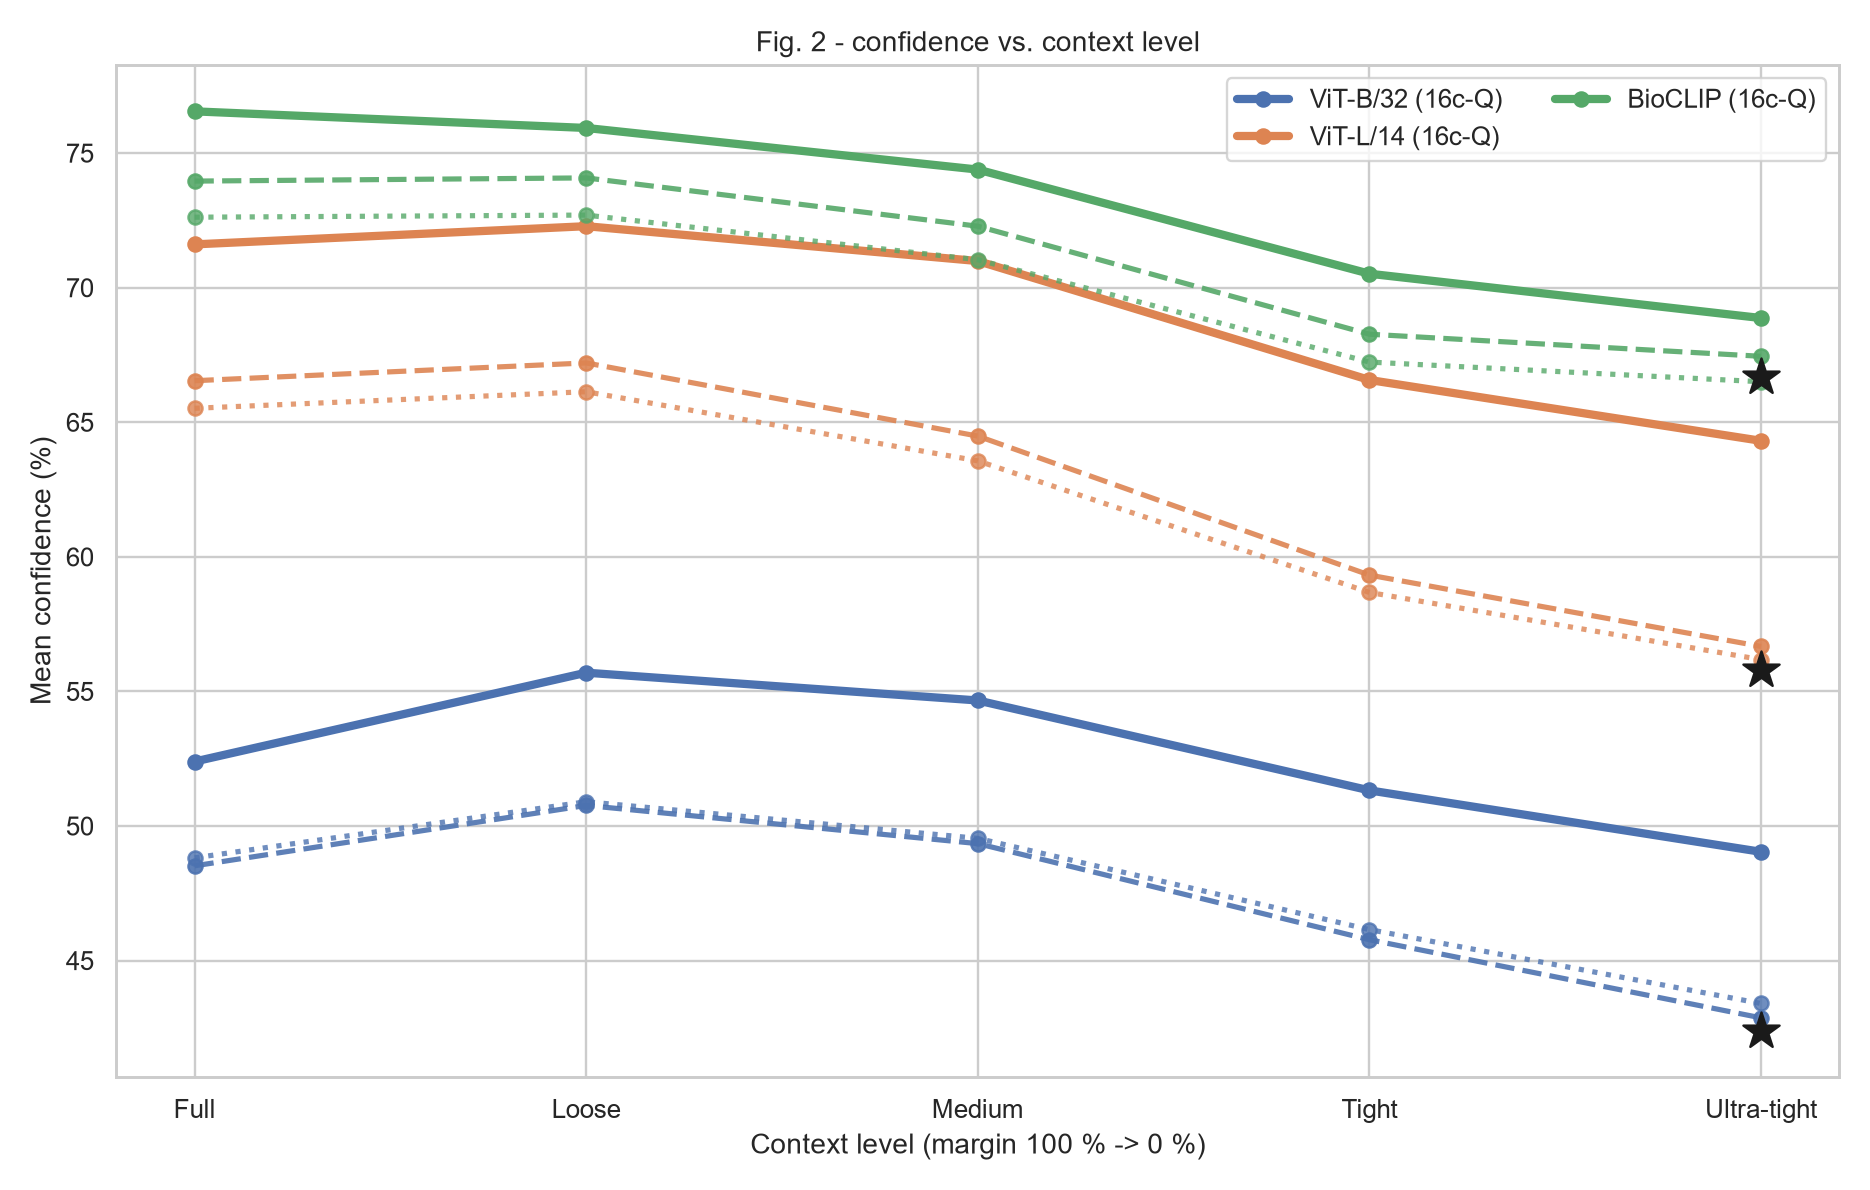 Fig. 2 - confidence vs. context level
ViT-B/32 (16c-Q)
ViT-L/14 (16c-Q)
BioCLIP (16c-Q)
Mean confidence (%)
75
70
65
60
55
50
45
Full
Loose
Medium
Tight
Ultra-tight
Context level (margin 100 % -> 0 %)